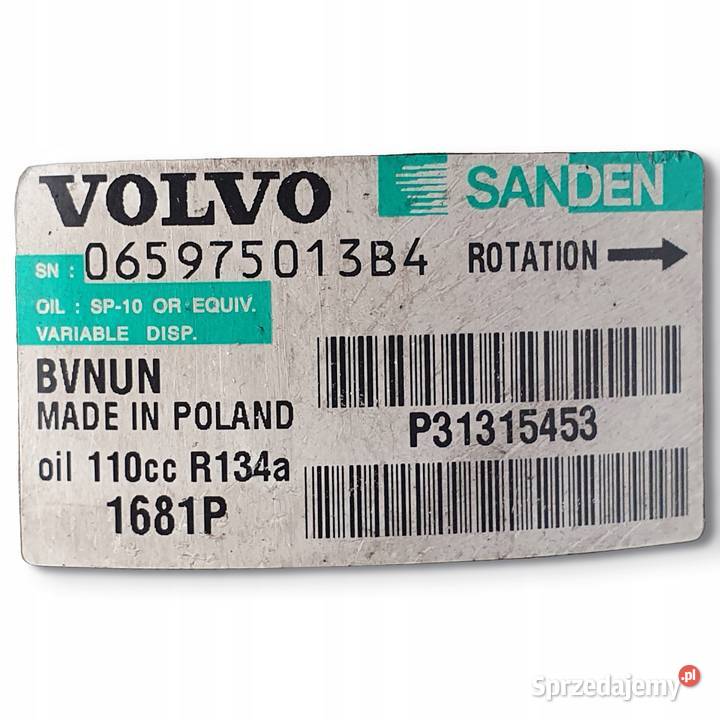 VOLVO SANDEN
SN : 065975013B4 ROTATION
OIL : SP-10 OR EQUIV.
VARIABLE DISP.
BVNUN
MADE IN POLAND
P31315453
oil 110cc R134a
1681P
Sprzedajemy .pl